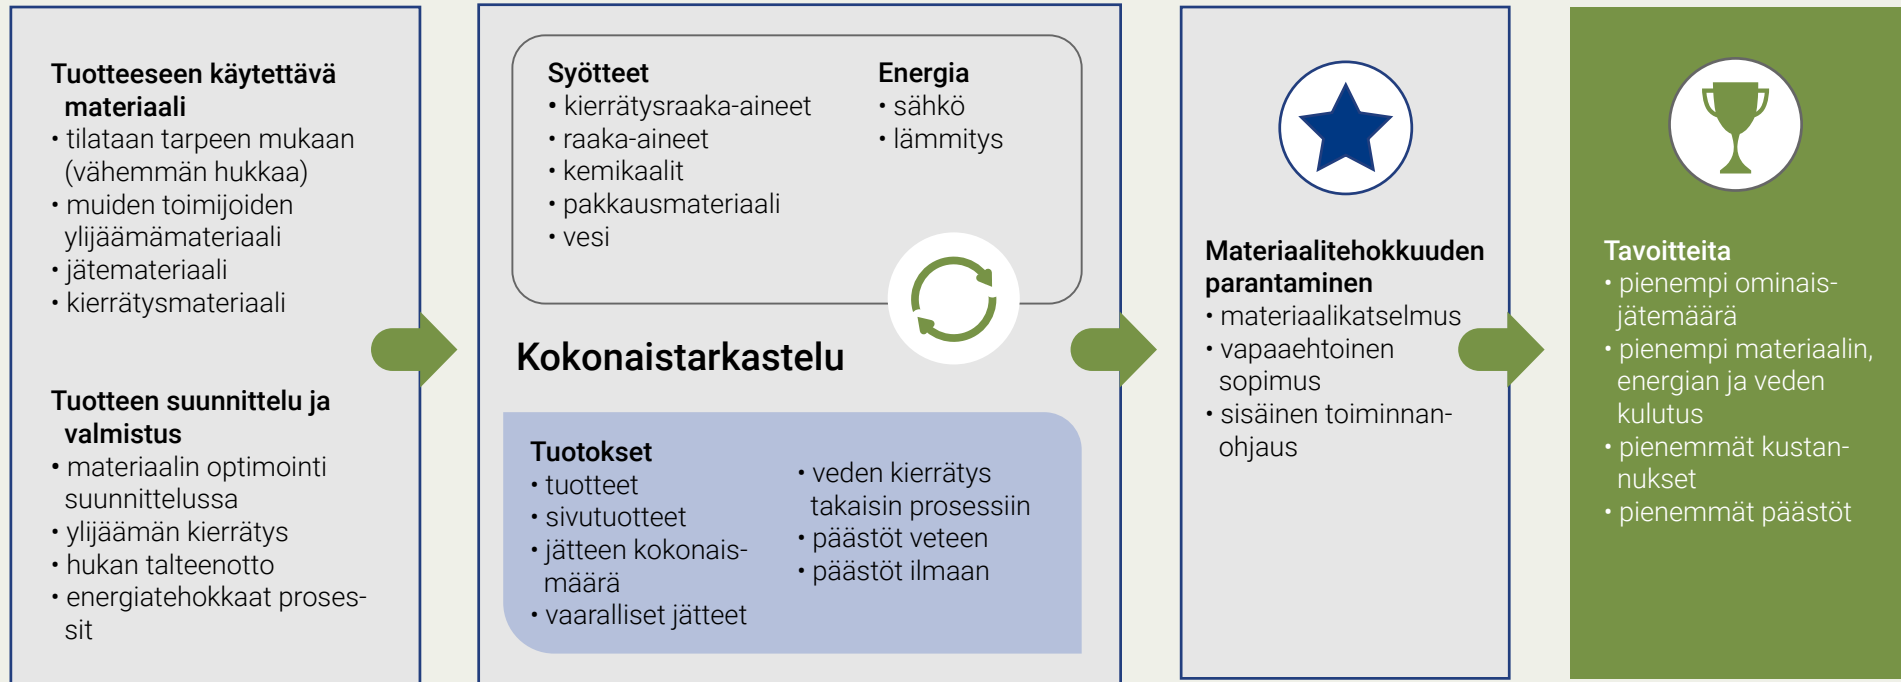 Tuotteeseen käytettävä
materiaali
• tilataan tarpeen mukaan
(vähemmän hukkaa)
• muiden toimijoiden
ylijäämämateriaali
• jätemateriaali
• kierrätysmateriaali
Tuotteen suunnittelu ja
valmistus
• materiaalin optimointi
suunnittelussa
• ylijäämän kierrätys
• hukan talteenotto
• energiatehokkaat proses-
sit
Syötteet
• kierrätysraaka-aineet
• raaka-aineet
• kemikaalit
• pakkausmateriaali
• vesi
Energia
• sähkö
• lämmitys
Kokonaistarkastelu
Tuotokset
• tuotteet
• sivutuotteet
• jätteen kokonais-
määrä
• vaaralliset jätteet
• veden kierrätys
takaisin prosessiin
• päästöt veteen
• päästöt ilmaan
Materiaalitehokkuuden
parantaminen
• materiaalikatselmus
• vapaaehtoinen
sopimus
• sisäinen toiminnan-
ohjaus
Tavoitteita
• pienempi ominais-
jätemäärä
• pienempi materiaalin,
energian ja veden
kulutus
• pienemmät kustan-
nukset
• pienemmät päästöt